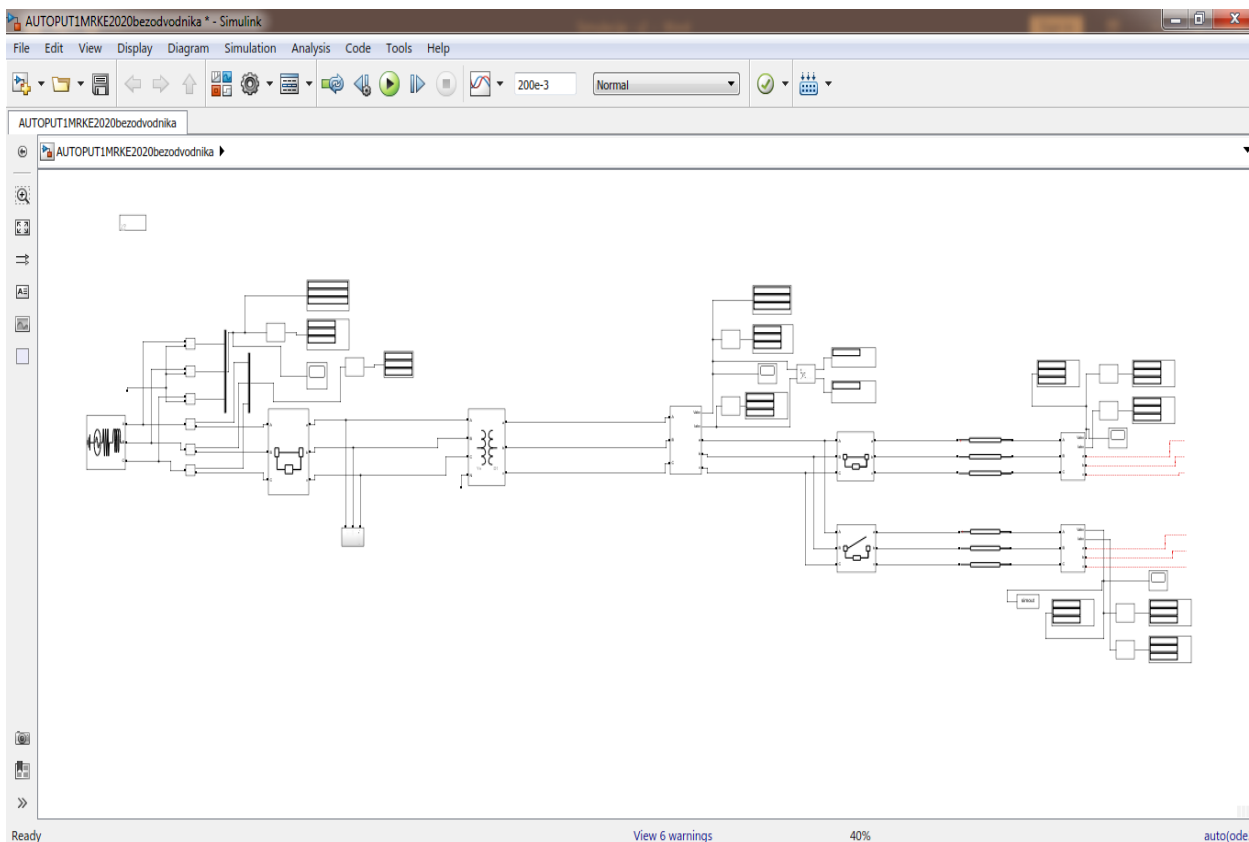 AUTOPUT1MRKE2020bezodvodnika * - Simulink
File Edit View Display Diagram Simulation Analysis Code Tools Help
200e-3 Normal
AUTOPUT1MRKE2020bezodvodnika
AUTOPUT1MRKE2020bezodvodnika
simout
Ready View 6 warnings 40% auto(ode